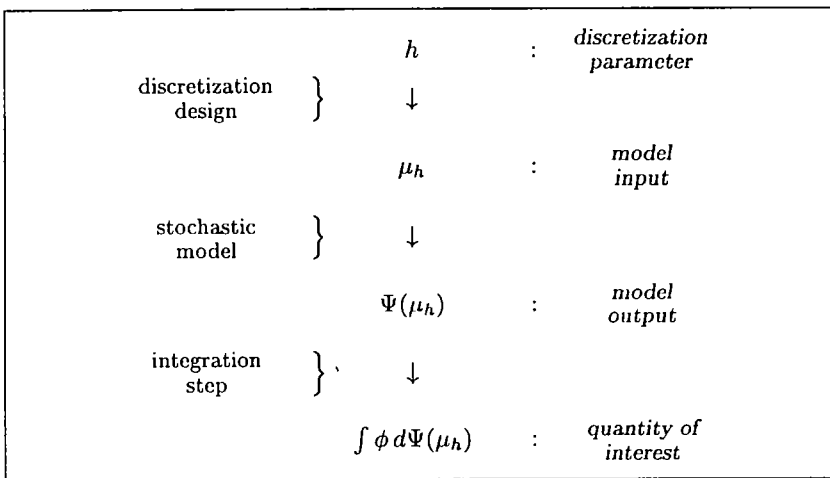 h : discretization
parameter
discretization
design } ↓
μ_h : model
input
stochastic
model } ↓
Ψ(μ_h) : model
output
integration
step } ↓
∫ φ dΨ(μ_h) : quantity of
interest